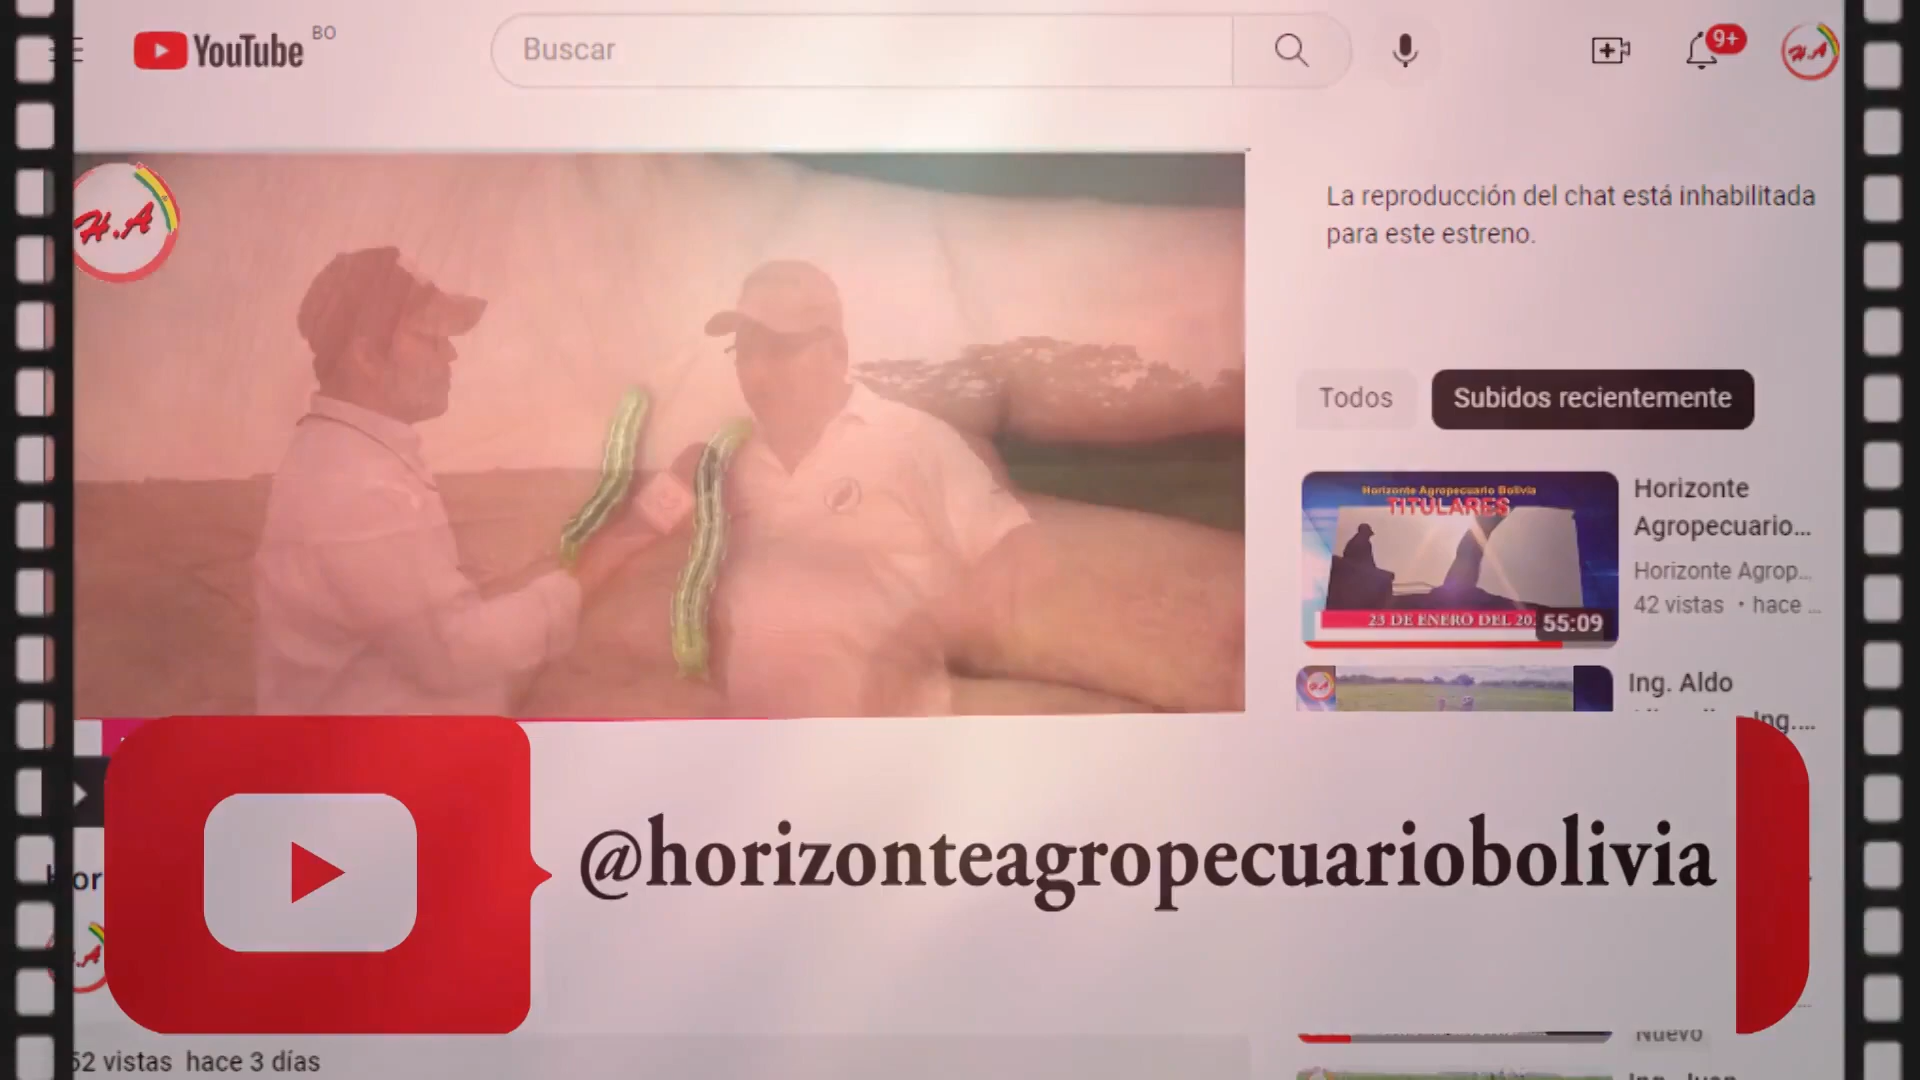 YouTube BO
Buscar
9+
H.A
H.A
La reproducción del chat está inhabilitada
para este estreno.
Todos
Subidos recientemente
Horizonte Agropecuario Bolivia
TITULARES
23 DE ENERO DEL 20
55:09
Horizonte
Agropecuario...
Horizonte Agrop...
42 vistas • hace ...
Ing. Aldo
Ing....
@horizonteagropecuariobolivia
52 vistas hace 3 días
Nuevo